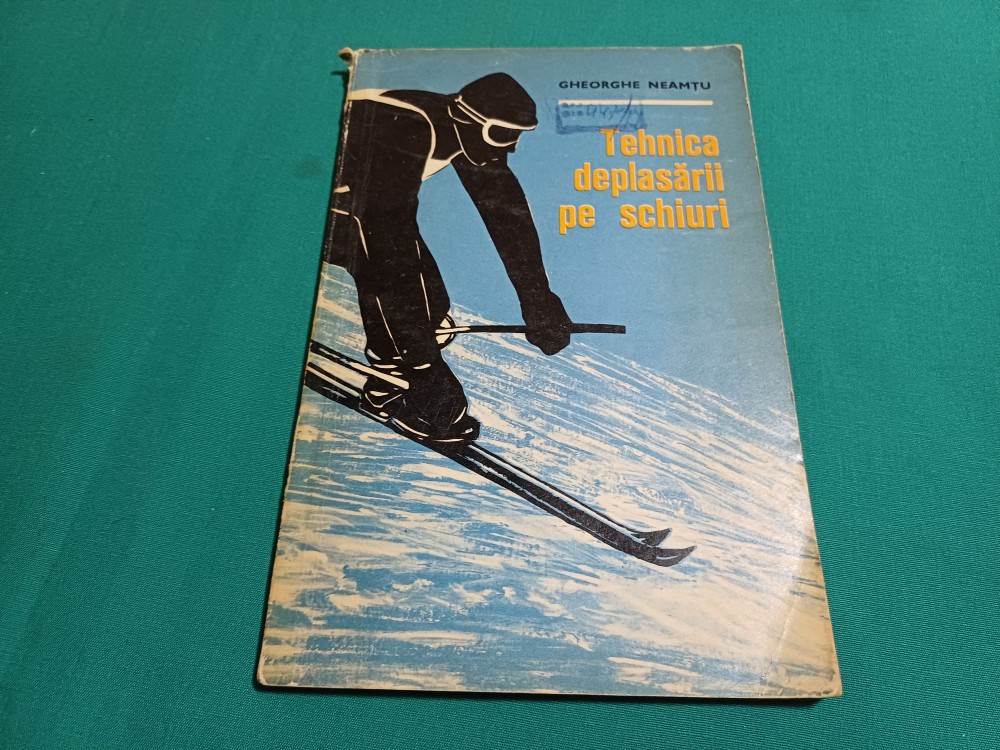 GHEORGHE NEAMȚU
Tehnica
deplasării
pe schiuri